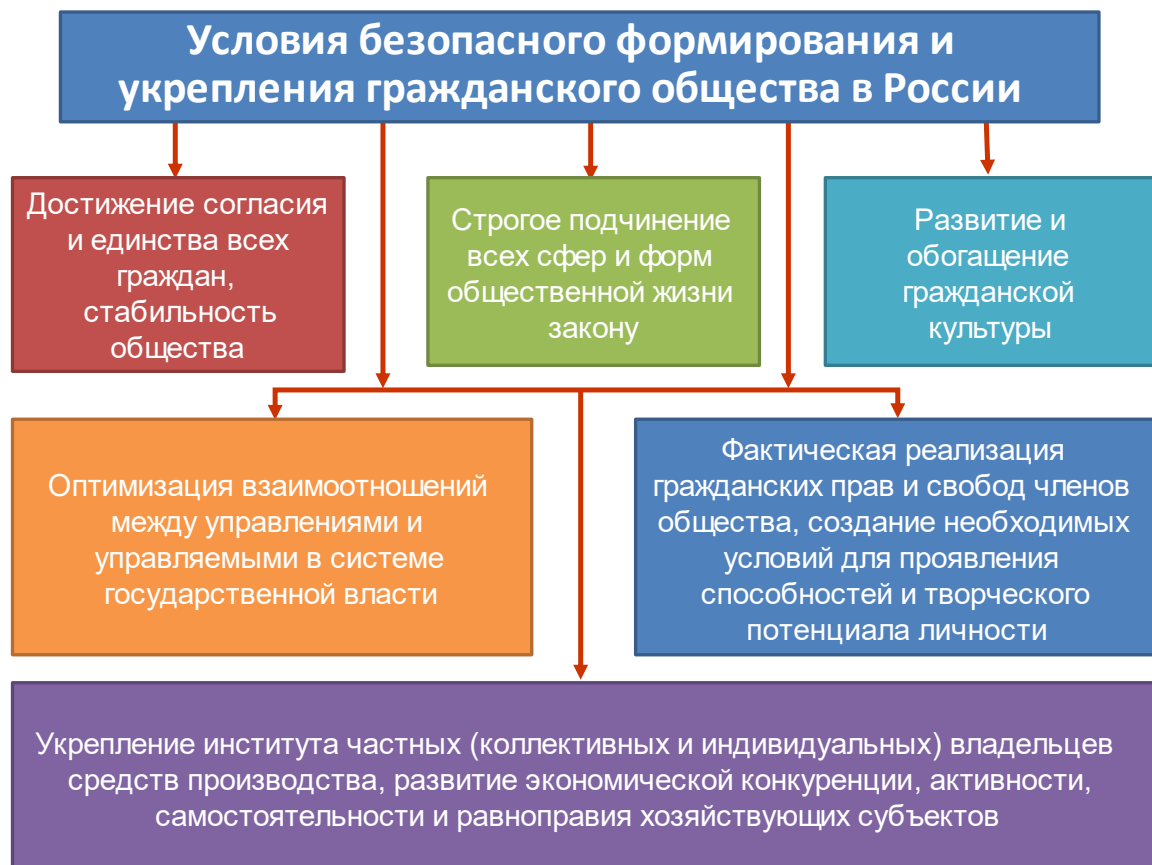 Условия безопасного формирования и
укрепления гражданского общества в России
Достижение согласия
и единства всех
граждан,
стабильность
общества
Строгое подчинение
всех сфер и форм
общественной жизни
закону
Развитие и
обогащение
гражданской
культуры
Оптимизация взаимоотношений
между управлениями и
управляемыми в системе
государственной власти
Фактическая реализация
гражданских прав и свобод членов
общества, создание необходимых
условий для проявления
способностей и творческого
потенциала личности
Укрепление института частных (коллективных и индивидуальных) владельцев
средств производства, развитие экономической конкуренции, активности,
самостоятельности и равноправия хозяйствующих субъектов